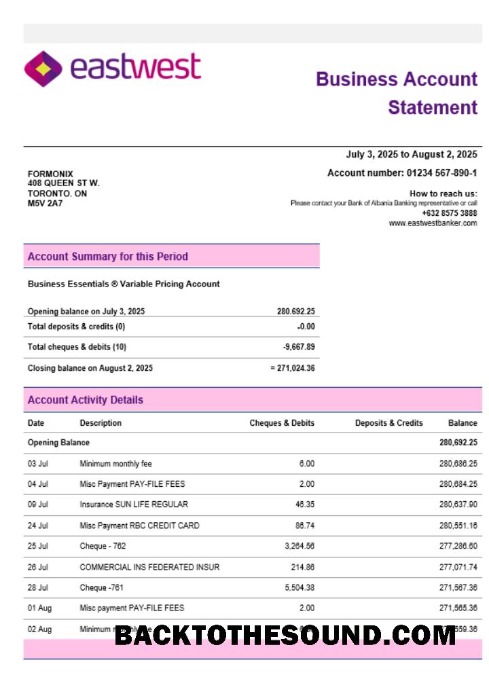 eastwest
Business Account
Statement
July 3, 2025 to August 2, 2025
FORMONIX
408 QUEEN ST W.
TORONTO. ON
M5V 2A7
Account number: 01234 567-890-1
How to reach us:
Please contact your Bank of Albania Banking representative or call
+632 8575 3888
www.eastwestbanker.com
Account Summary for this Period
Business Essentials ® Variable Pricing Account
Opening balance on July 3, 2025 280.692.25
Total deposits & credits (0) -0.00
Total cheques & debits (10) -9,667.89
Closing balance on August 2, 2025 = 271,024.36
Account Activity Details
Date Description Cheques & Debits Deposits & Credits Balance
Opening Balance 280,692.25
03 Jul Minimum monthly fee 6.00 280,686.25
04 Jul Misc Payment PAY-FILE FEES 2.00 280,684.25
09 Jul Insurance SUN LIFE REGULAR 46.35 280,637.90
24 Jul Misc Payment RBC CREDIT CARD 86.74 280,551.16
25 Jul Cheque - 762 3,264.56 277,286.60
26 Jul COMMERCIAL INS FEDERATED INSUR 214.86 277,071.74
28 Jul Cheque -761 5,504.38 271,567.36
01 Aug Misc payment PAY-FILE FEES 2.00 271,565.36
02 Aug Minimum
BACKTOTHESOUND.COM